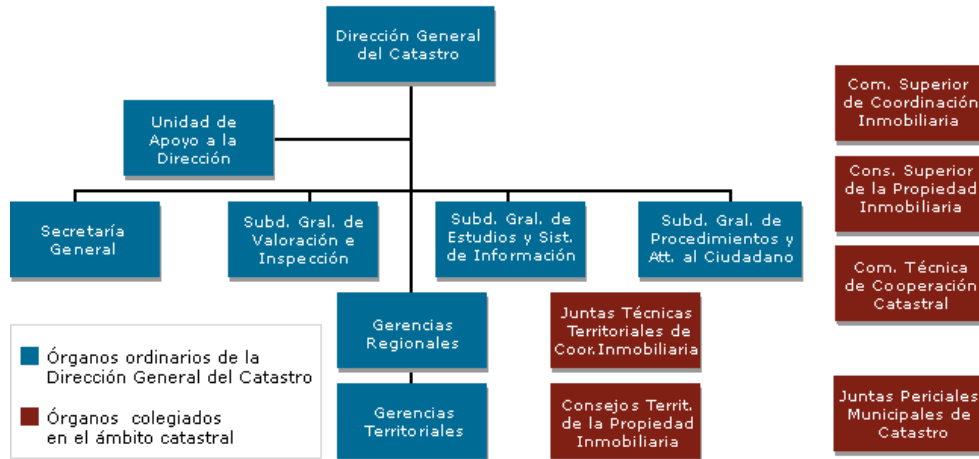 Dirección General
del Catastro
Unidad de
Apoyo a la
Dirección
Com. Superior
de Coordinación
Inmobiliaria
Cons. Superior
de la Propiedad
Inmobiliaria
Secretaría
General
Subd. Gral. de
Valoración e
Inspección
Subd. Gral. de
Estudios y Sist.
de Información
Subd. Gral. de
Procedimientos y
Att. al Ciudadano
Com. Técnica
de Cooperación
Catastral
Gerencias
Regionales
Juntas Técnicas
Territoriales de
Coor.Inmobiliaria
Órganos ordinarios de la
Dirección General del Catastro
Órganos colegiados
en el ámbito catastral
Gerencias
Territoriales
Consejos Territ.
de la Propiedad
Inmobiliaria
Juntas Periciales
Municipales de
Catastro